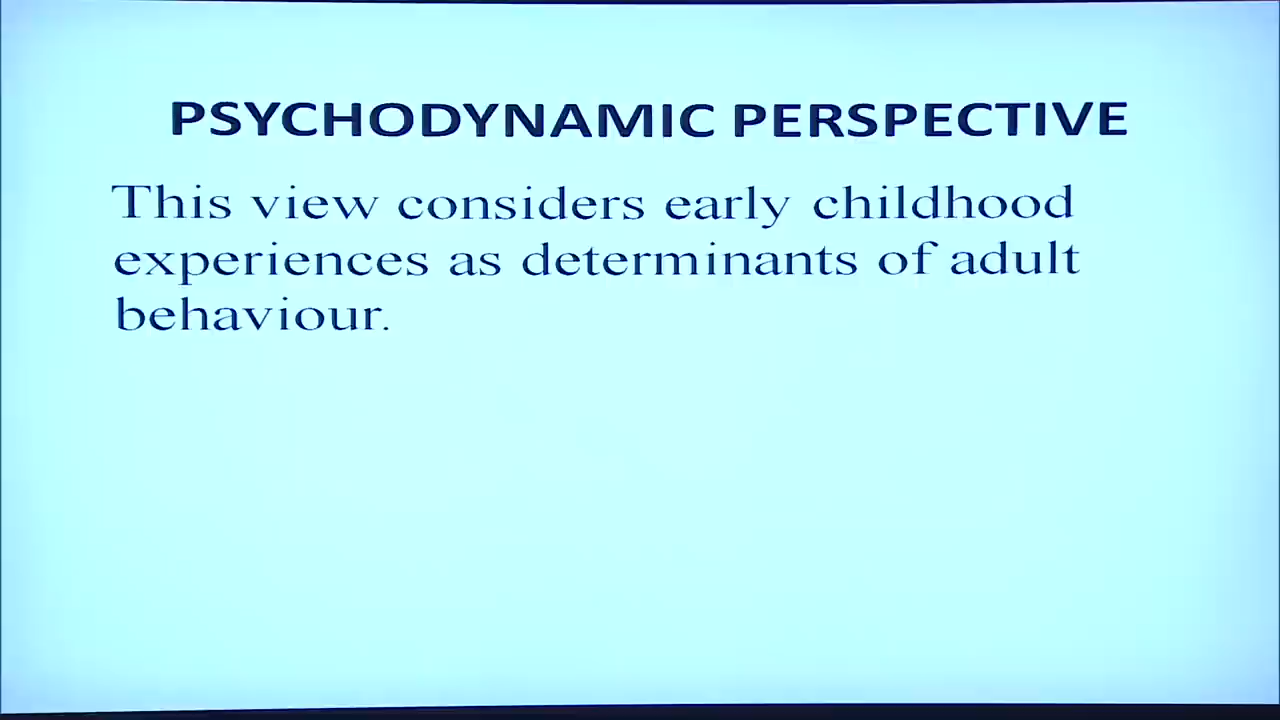 PSYCHODYNAMIC PERSPECTIVE
This view considers early childhood
experiences as determinants of adult
behaviour.